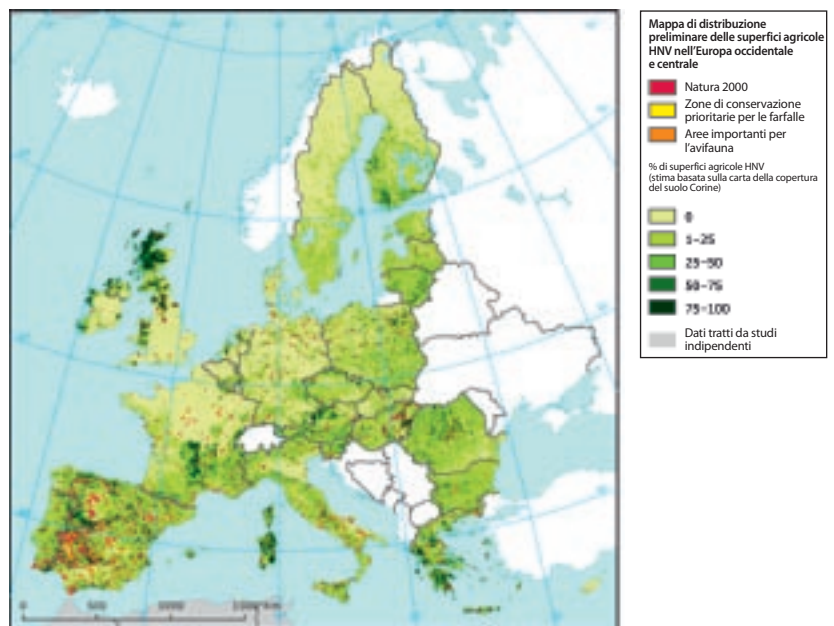 Mappa di distribuzione
preliminare delle superfici agricole
HNV nell'Europa occidentale
e centrale
Natura 2000
Zone di conservazione
prioritarie per le farfalle
Aree importanti per
l'avifauna
% di superfici agricole HNV
(stima basata sulla carta della copertura
del suolo Corine)
0
1–25
25–50
50–75
75–100
Dati tratti da studi
indipendenti
0 500 1000 1500 km